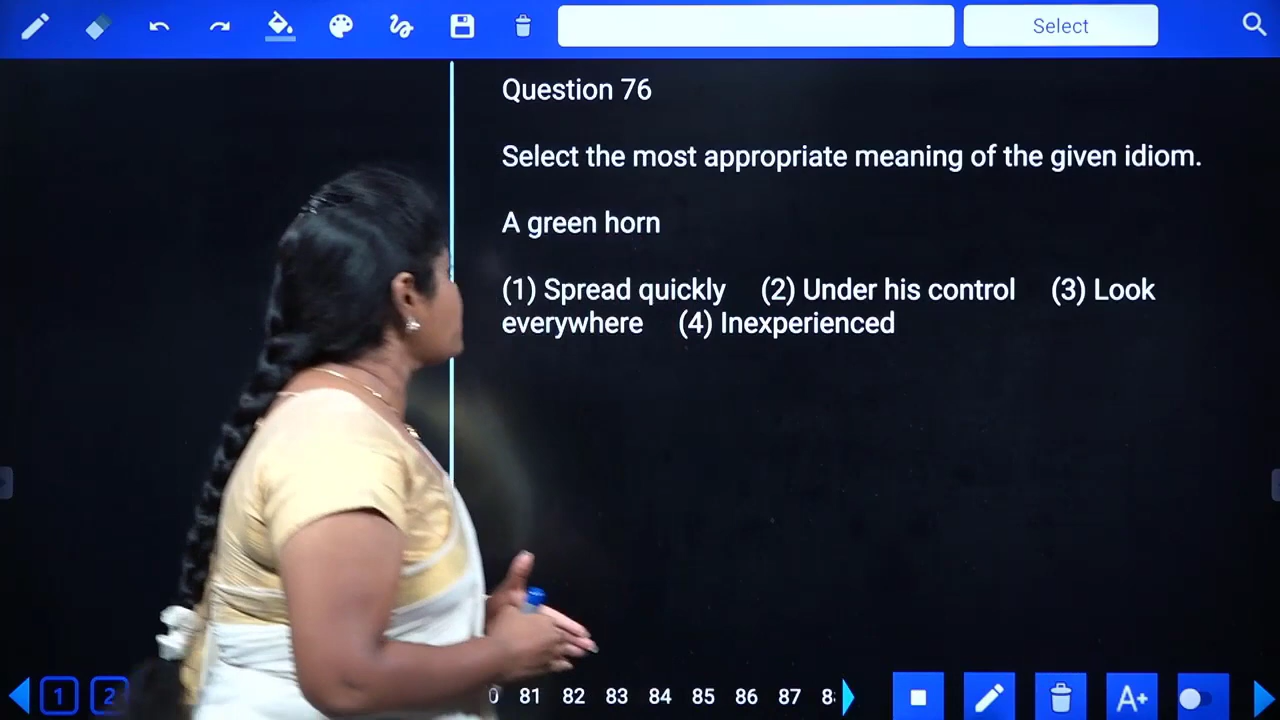 Select
Question 76
Select the most appropriate meaning of the given idiom.
A green horn
(1) Spread quickly (2) Under his control (3) Look
everywhere (4) Inexperienced
1 2 81 82 83 84 85 86 87 A+